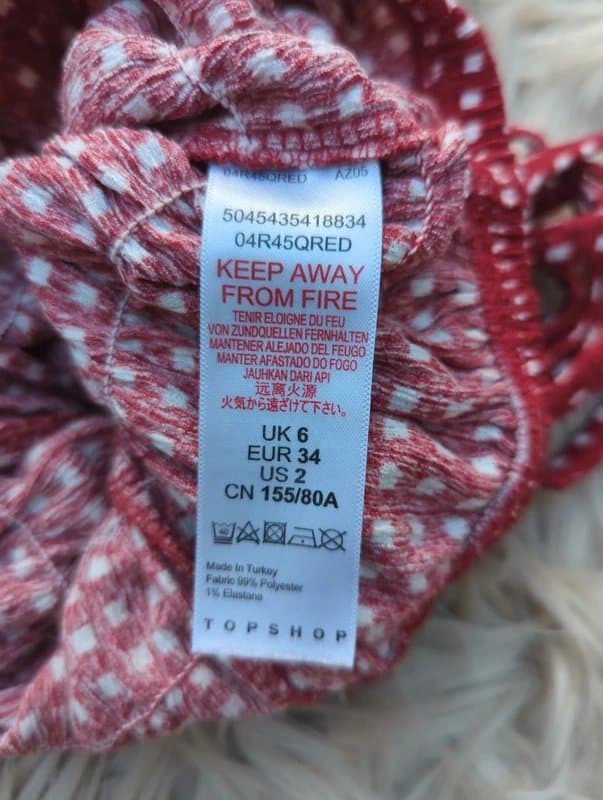 04R45QRED AZ05
5045435418834
04R45QRED
KEEP AWAY
FROM FIRE
TENIR ELOIGNE DU FEU
VON ZUNDQUELLEN FERNHALTEN
MANTENER ALEJADO DEL FEUGO
MANTER AFASTADO DO FOGO
JAUHKAN DARI API
远离火源
火気から遠ざけて下さい。
UK 6
EUR 34
US 2
CN 155/80A
Made in Turkey
Fabric 99% Polyester
1% Elastane
TOPSHOP